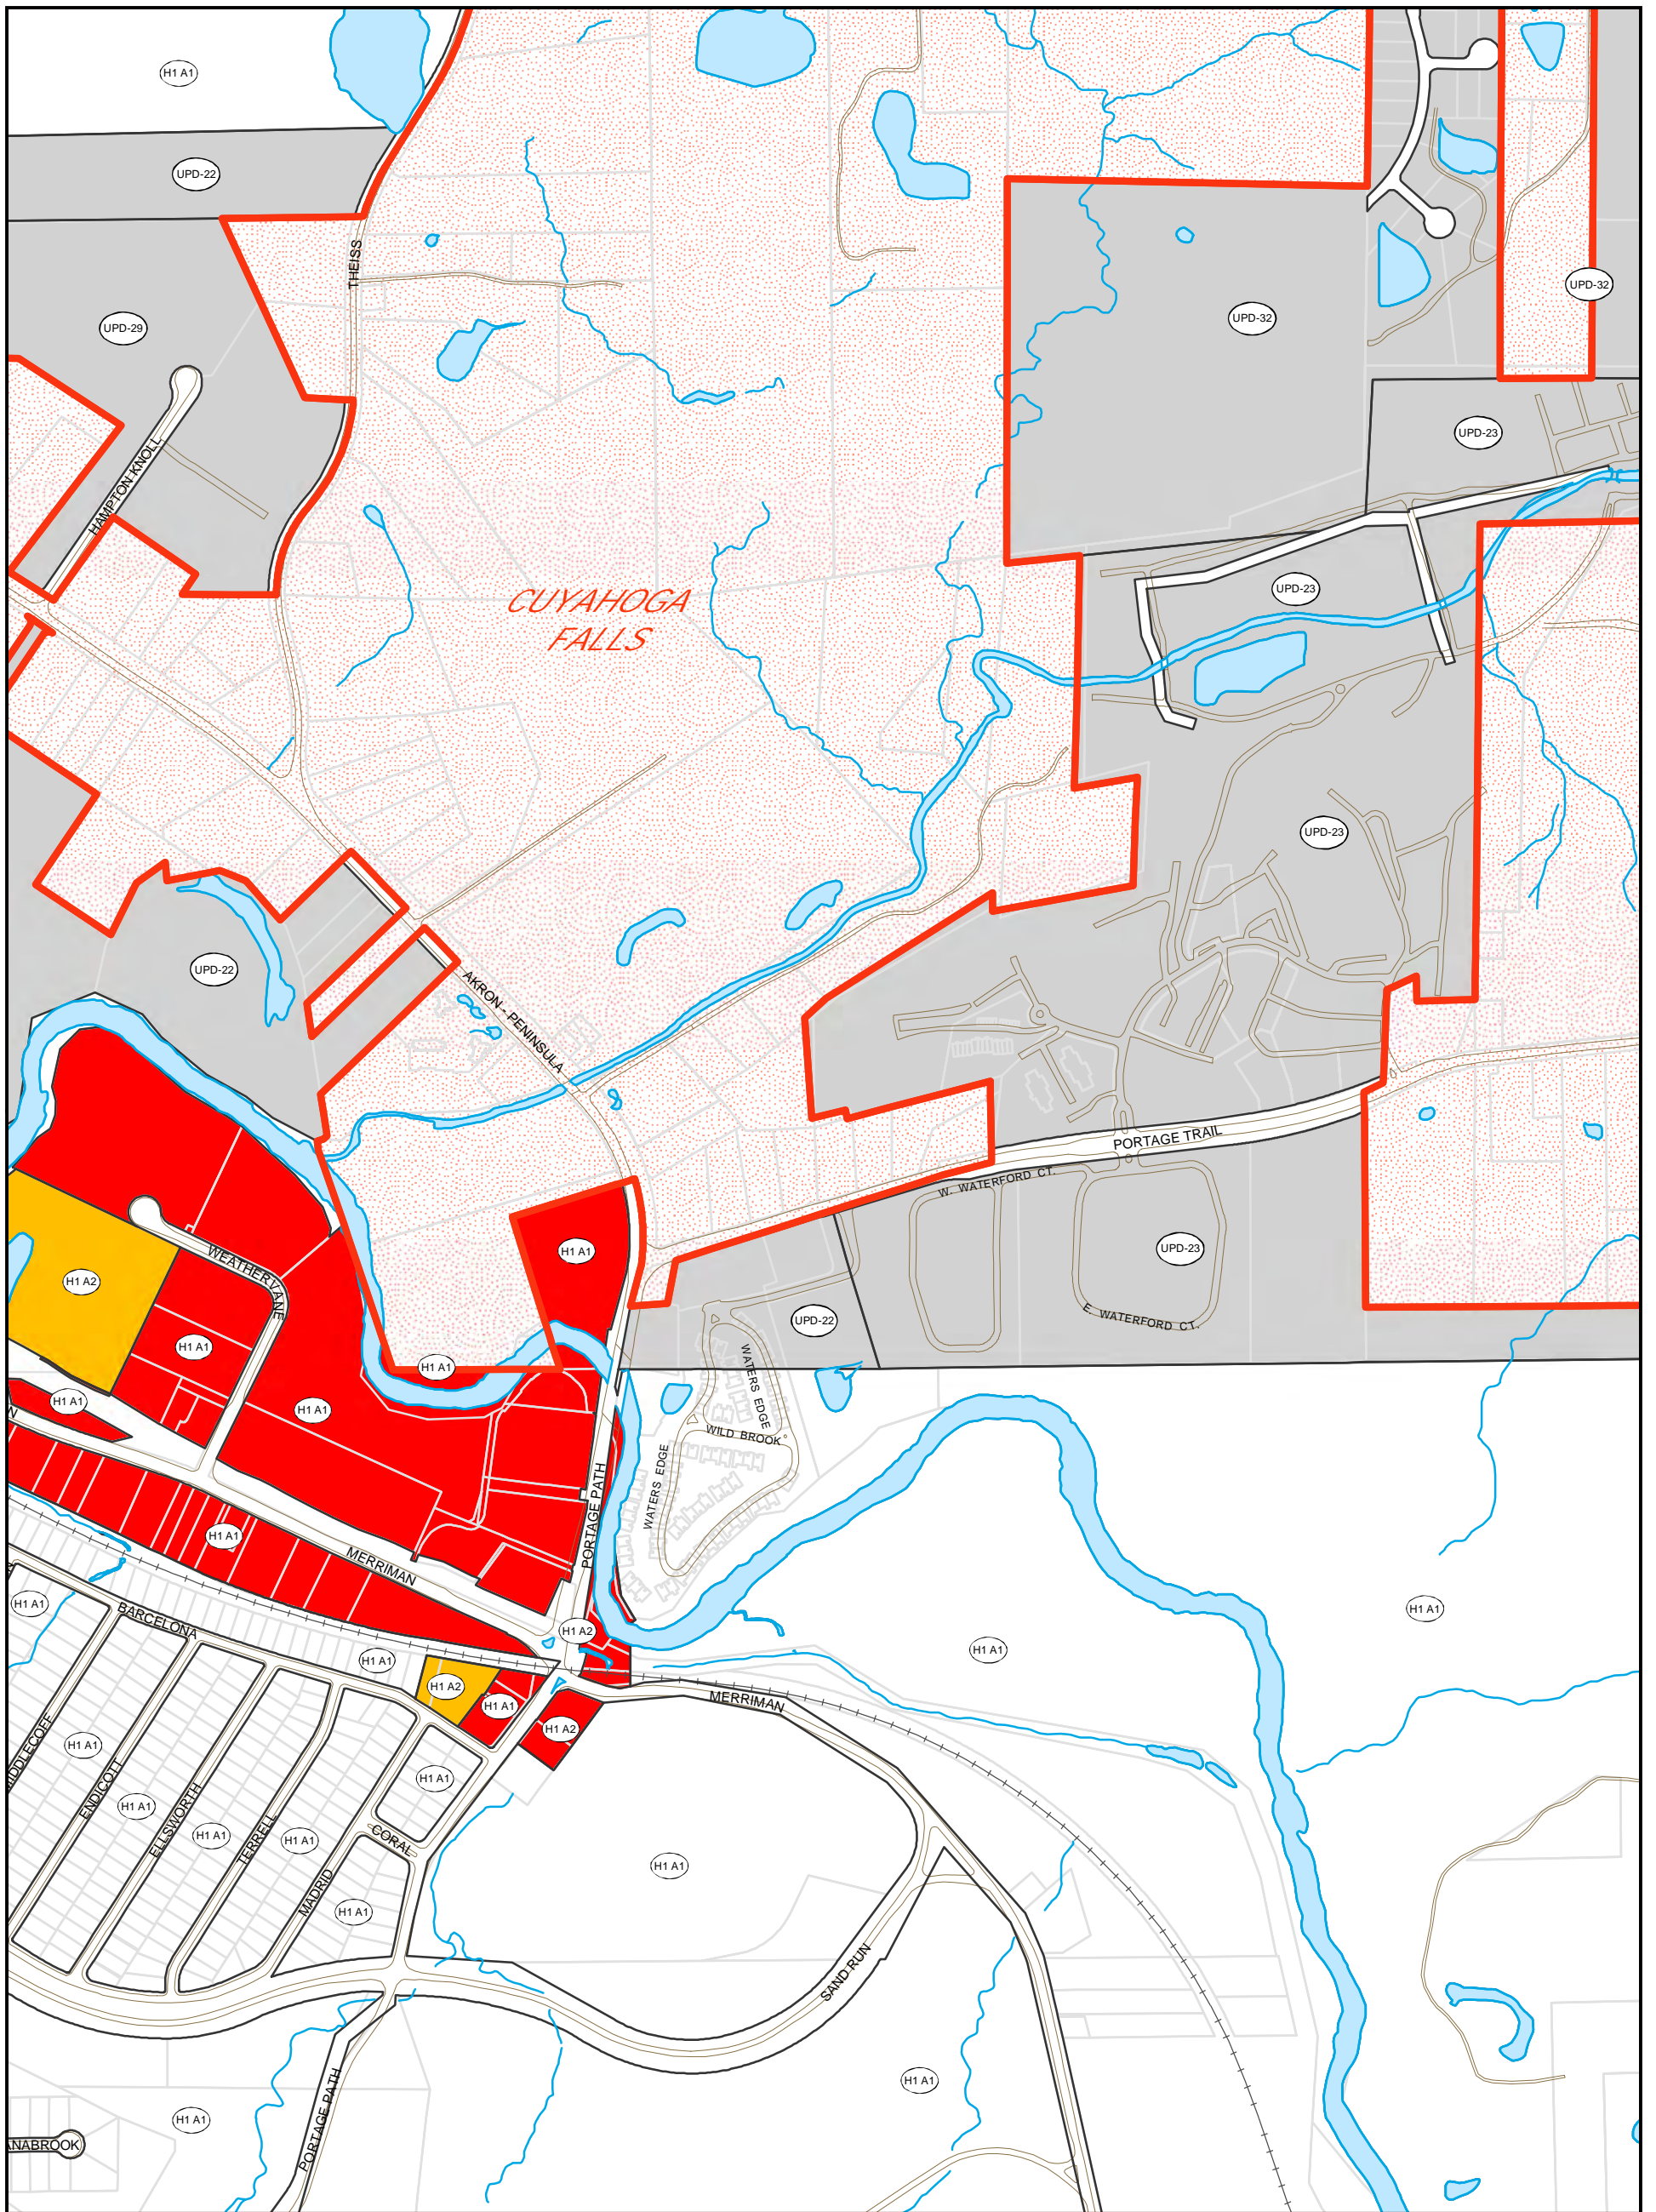 H1 A1
UPD-22
THEISS
UPD-29
UPD-32
UPD-32
UPD-23
HAMPTON KNOLL
CUYAHOGA
FALLS
UPD-23
UPD-23
UPD-22
AKRON - PENINSULA
PORTAGE TRAIL
W. WATERFORD CT.
H1 A1
UPD-23
WEATHERVANE
H1 A2
E. WATERFORD CT.
UPD-22
H1 A1
H1 A1
WATERS EDGE
H1 A1
H1 A1
N
WILD BROOK
WATERS EDGE
PORTAGE PATH
H1 A1
MERRIMAN
H1 A1
BARCELONA
H1 A1
H1 A2
H1 A1
H1 A1
H1 A2
H1 A1
MERRIMAN
H1 A2
MIDDLECOFF
H1 A1
ENDICOTT
H1 A1
H1 A1
ELLSWORTH
H1 A1
TERRELL
H1 A1
CORAL
H1 A1
MADRID
H1 A1
SAND RUN
H1 A1
H1 A1
PORTAGE PATH
ANABROOK